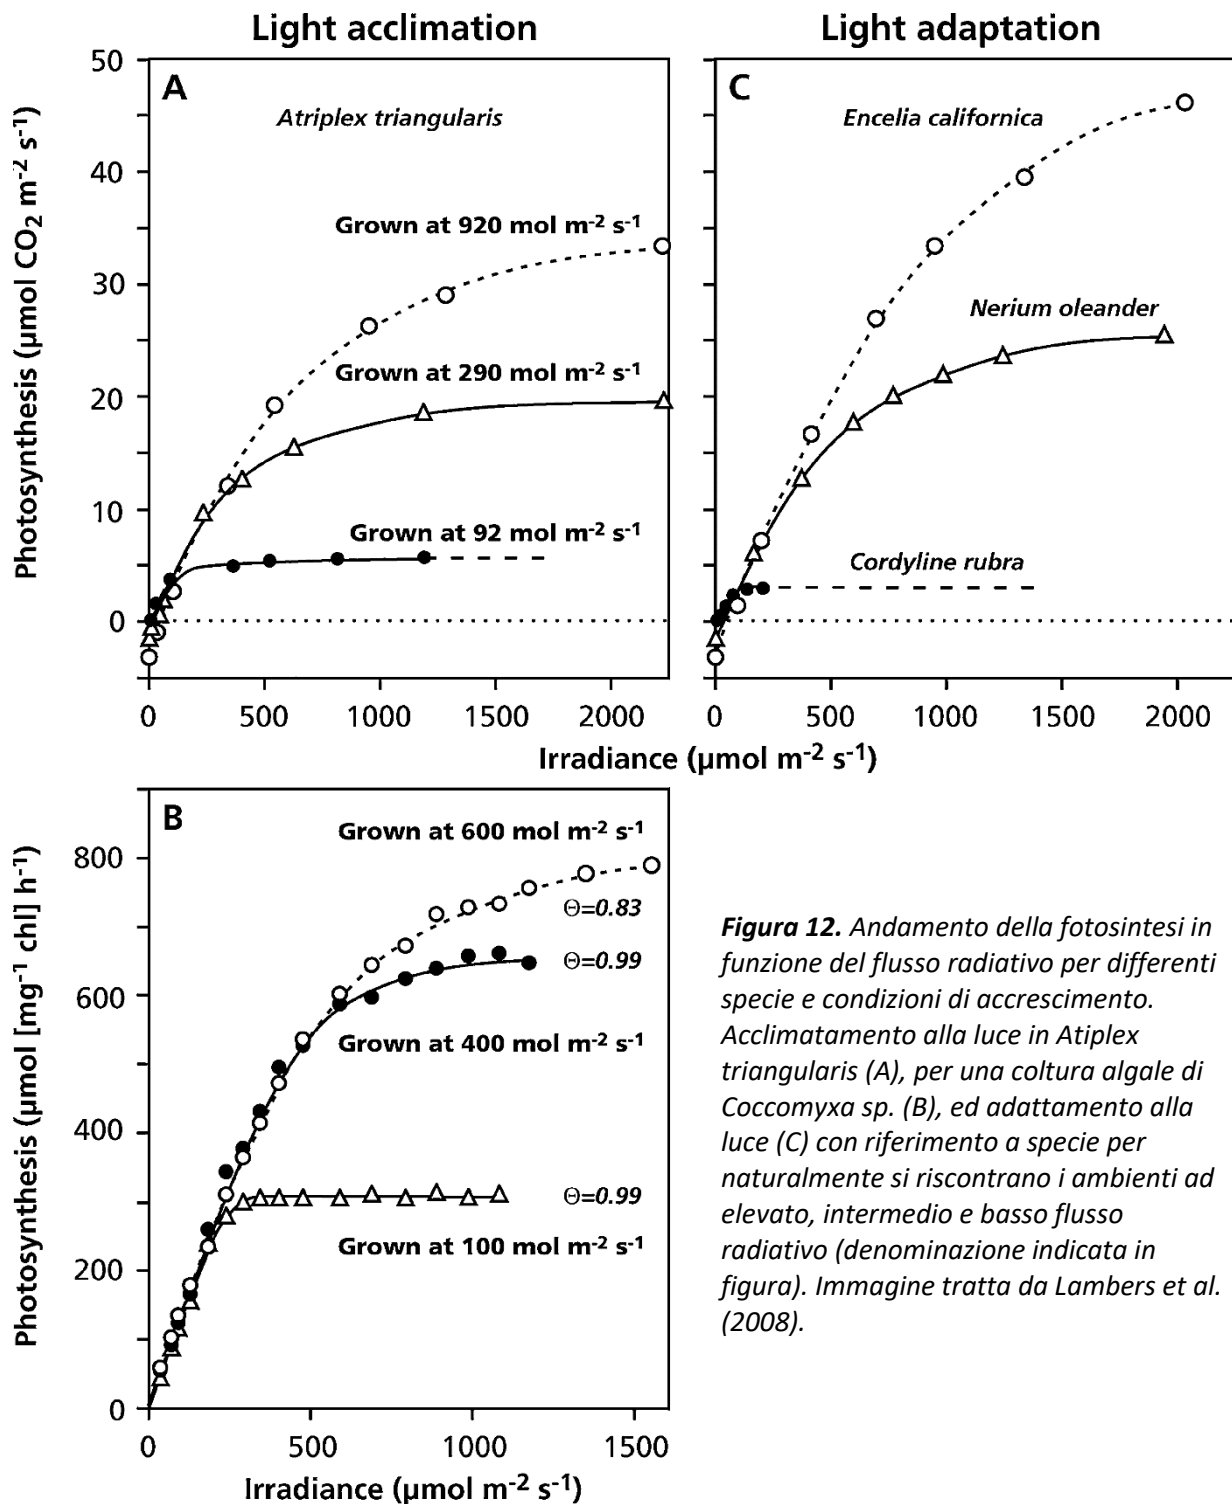 Light acclimation
Light adaptation
A
Atriplex triangularis
Grown at 920 mol m⁻² s⁻¹
Grown at 290 mol m⁻² s⁻¹
Grown at 92 mol m⁻² s⁻¹
Photosynthesis (µmol CO₂ m⁻² s⁻¹)
50
40
30
20
10
0
0 500 1000 1500 2000
C
Encelia californica
Nerium oleander
Cordyline rubra
0 500 1000 1500 2000
Irradiance (µmol m⁻² s⁻¹)
B
Grown at 600 mol m⁻² s⁻¹
Θ=0.83
Θ=0.99
Grown at 400 mol m⁻² s⁻¹
Θ=0.99
Grown at 100 mol m⁻² s⁻¹
Photosynthesis (µmol [mg⁻¹ chl] h⁻¹)
800
600
400
200
0
0 500 1000 1500
Irradiance (µmol m⁻² s⁻¹)
Figura 12. Andamento della fotosintesi in
funzione del flusso radiativo per differenti
specie e condizioni di accrescimento.
Acclimatamento alla luce in Atiplex
triangularis (A), per una coltura algale di
Coccomyxa sp. (B), ed adattamento alla
luce (C) con riferimento a specie per
naturalmente si riscontrano i ambienti ad
elevato, intermedio e basso flusso
radiativo (denominazione indicata in
figura). Immagine tratta da Lambers et al.
(2008).